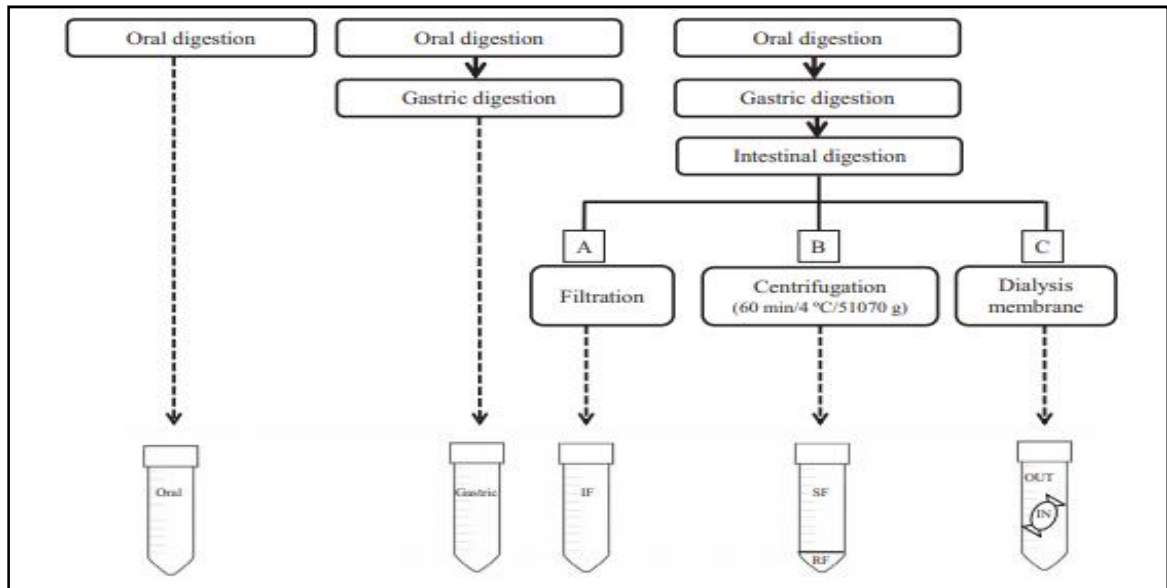 Oral digestion
Oral digestion
Oral digestion
Gastric digestion
Gastric digestion
Intestinal digestion
A
B
C
Filtration
Centrifugation
(60 min/4 ºC/51070 g)
Dialysis
membrane
Oral
Gastric
IF
SF
RF
OUT
IN